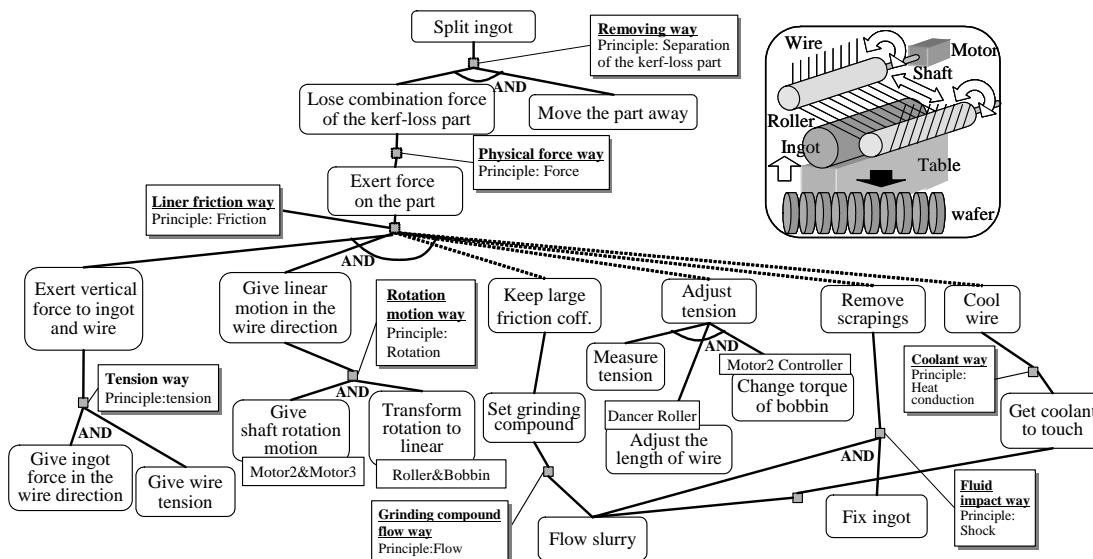 Split ingot
Removing way
Principle: Separation
of the kerf-loss part
AND
Lose combination force
of the kerf-loss part
Move the part away
Physical force way
Principle: Force
Exert force
on the part
Liner friction way
Principle: Friction
AND
Wire
Motor
Shaft
Roller
Ingot
Table
wafer
Exert vertical
force to ingot
and wire
Give linear
motion in the
wire direction
Rotation
motion way
Principle:
Rotation
Keep large
friction coff.
Adjust
tension
Remove
scrapings
Cool
wire
Tension way
Principle:tension
AND
Give ingot
force in the
wire direction
Give wire
tension
AND
Give
shaft rotation
motion
Motor2&Motor3
Transform
rotation to
linear
Roller&Bobbin
Set grinding
compound
Grinding compound
flow way
Principle:Flow
Flow slurry
AND
Measure
tension
Dancer Roller
Adjust the
length of wire
Motor2 Controller
Change torque
of bobbin
Coolant way
Principle:
Heat
conduction
Get coolant
to touch
AND
Fix ingot
Fluid
impact way
Principle:
Shock